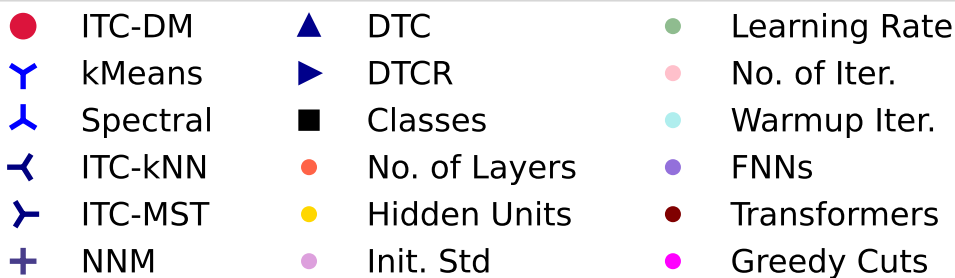 ITC-DM
kMeans
Spectral
ITC-kNN
ITC-MST
NNM
DTC
DTCR
Classes
No. of Layers
Hidden Units
Init. Std
Learning Rate
No. of Iter.
Warmup Iter.
FNNs
Transformers
Greedy Cuts